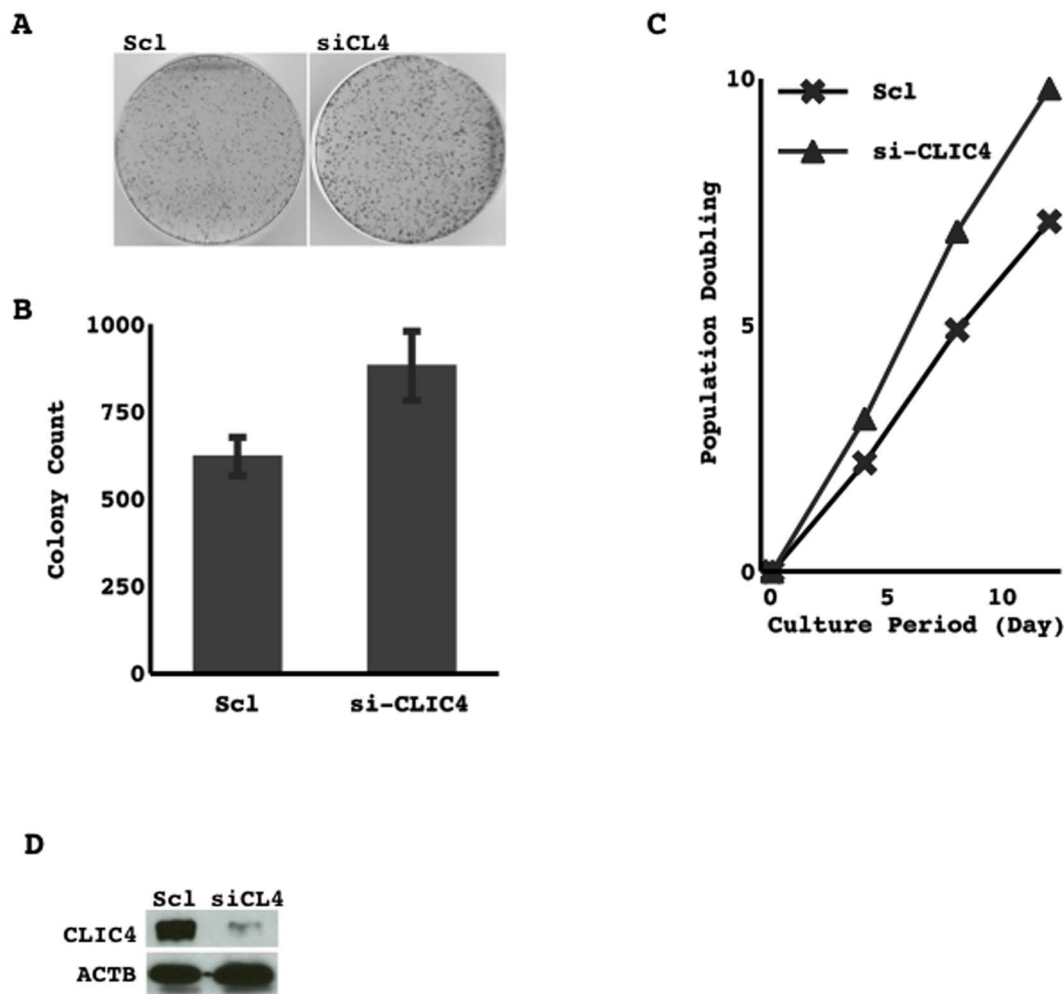 A
Scl siCL4
B
1000
750
500
250
0
Colony Count
Scl si-CLIC4
C
10
5
0
Population Doubling
Scl
si-CLIC4
0 5 10
Culture Period (Day)
D
Scl siCL4
CLIC4
ACTB